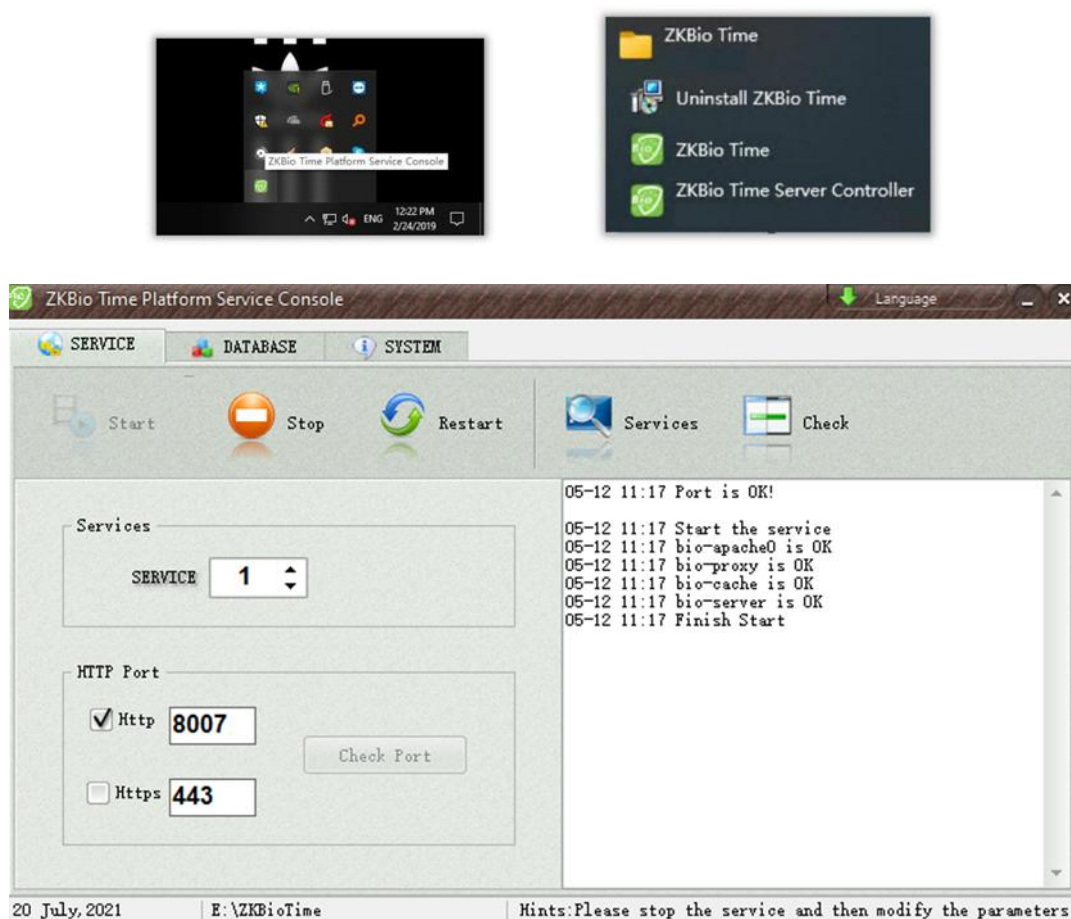 ZKBio Time Platform Service Console
ENG
12:22 PM
2/24/2019
ZKBio Time
Uninstall ZKBio Time
ZKBio Time
ZKBio Time Server Controller
ZKBio Time Platform Service Console
Language
SERVICE
DATABASE
SYSTEM
Start
Stop
Restart
Services
Check
Services
SERVICE
1
HTTP Port
Http
8007
Check Port
Https
443
05-12 11:17 Port is OK!
05-12 11:17 Start the service
05-12 11:17 bio-apache0 is OK
05-12 11:17 bio-proxy is OK
05-12 11:17 bio-cache is OK
05-12 11:17 bio-server is OK
05-12 11:17 Finish Start
20 July,2021
E:\ZKBioTime
Hints:Please stop the service and then modify the parameters